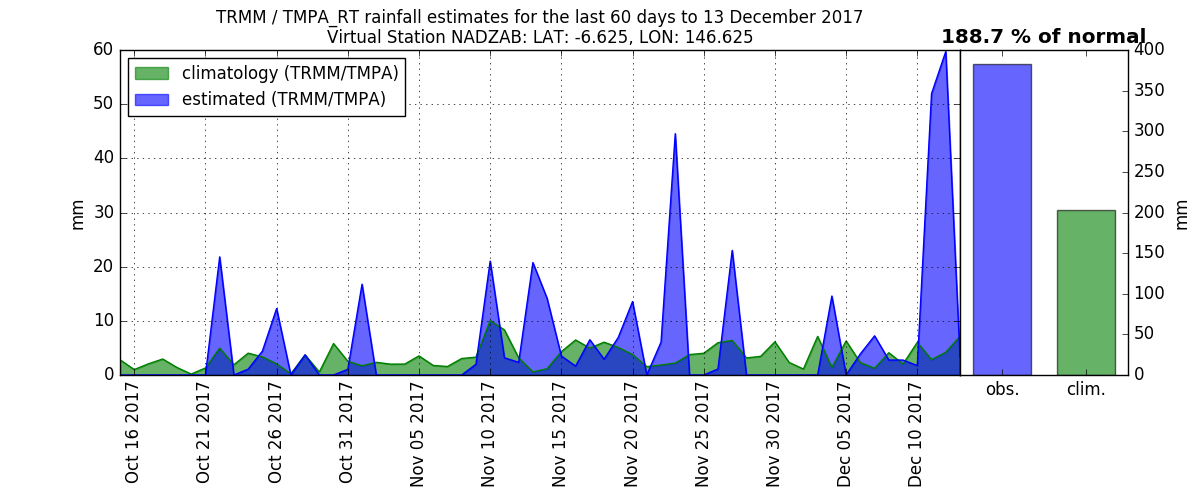 TRMM / TMPA_RT rainfall estimates for the last 60 days to 13 December 2017
Virtual Station NADZAB: LAT: -6.625, LON: 146.625
188.7 % of normal
climatology (TRMM/TMPA)
estimated (TRMM/TMPA)
60
50
40
30
20
10
0
mm
400
350
300
250
200
150
100
50
0
mm
Oct 16 2017
Oct 21 2017
Oct 26 2017
Oct 31 2017
Nov 05 2017
Nov 10 2017
Nov 15 2017
Nov 20 2017
Nov 25 2017
Nov 30 2017
Dec 05 2017
Dec 10 2017
obs.
clim.